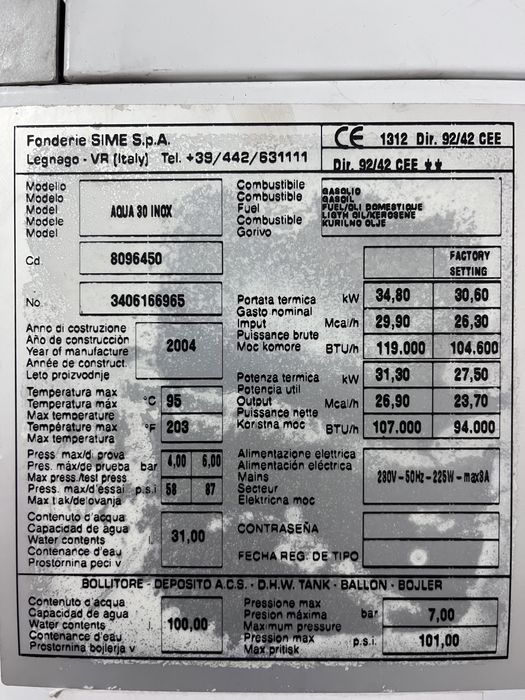 Fonderie SIME S.p.A.
Legnago - VR (Italy) Tel. +39/442/631111
CE 1312 Dir. 92/42 CEE
Dir. 92/42 CEE ★★
Modello
Modelo
Model
Modele
Model
AQUA 30 INOX
Combustibile
Combustible
Fuel
Combustible
Gorivo
GASOLIO
GASOIL
FUEL/OLI DOMESTIQUE
LIGTH OIL/KEROSENE
KURILNO OLJE
Cd. 8096450
No. 3406166965
Anno di costruzione
Año de construcción
Year of manufacture
Année de construct.
Leto proizvodnje
2004
FACTORY
SETTING
Portata termica
Gasto nominal
Imput
Puissance brute
Moc komore
kW 34,80 30,60
Mcal/h 29,90 26,30
BTU/h 119.000 104.600
Temperatura max
Temperatura máx
Max temperature
Température max
Max temperatura
°C 95
°F 203
Potenza termica
Potencia util
Output
Puissance nette
Koristna moc
kW 31,30 27,50
Mcal/h 26,90 23,70
BTU/h 107.000 94.000
Press max/di prova
Pres. máx/de prueba
Max press./test press
Press. max/d'essai
Max tlak/delovanja
bar 4,00 6,00
p.s.i 58 87
Alimentazione elettrica
Alimentación eléctrica
Mains
Secteur
Elektricna moc
230V-50Hz-225W-max3A
Contenuto d'acqua
Capacidad de agua
Water contents
Contenance d'eau
Prostornina peci v
l. 31,00
CONTRASEÑA
FECHA REG. DE TIPO
BOLLITORE - DEPOSITO A.C.S. - D.H.W. TANK - BALLON - BOJLER
Contenuto d'acqua
Capacidad de agua
Water contents
Contenance d'eau
Prostornina bojlerja v
l. 100,00
Pressione max
Presion máxima
Maximum pressure
Pression max
Max pritisk
bar 7,00
p.s.i. 101,00